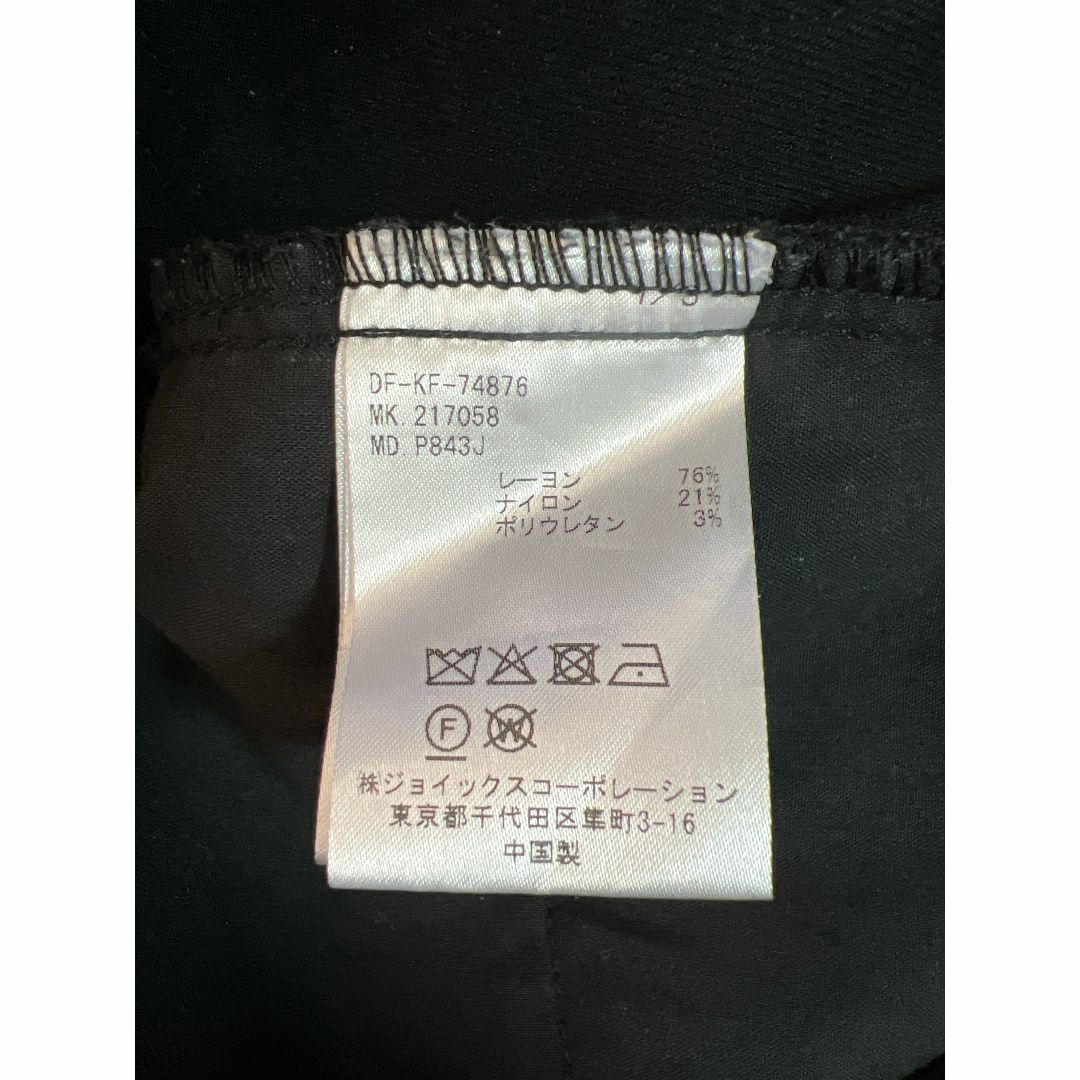 DF-KF-74876
MK.217058
MD.P843J
レーヨン 76%
ナイロン 21%
ポリウレタン 3%
F W
株ジョイックスコーポレーション
東京都千代田区隼町3-16
中国製